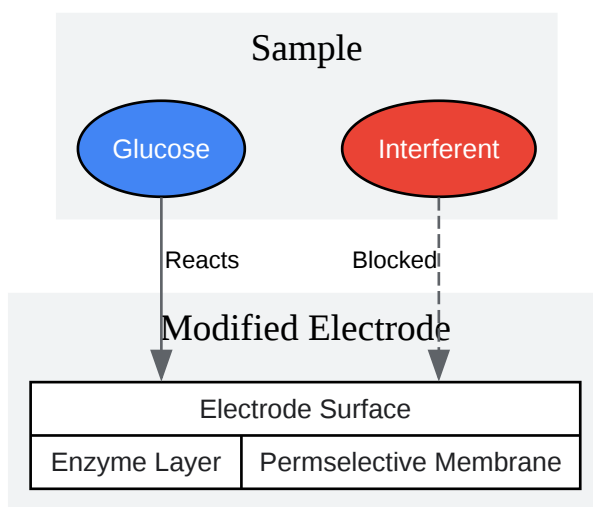 Sample
Glucose
Interferent
Reacts
Blocked
Modified Electrode
Electrode Surface
Enzyme Layer
Permselective Membrane